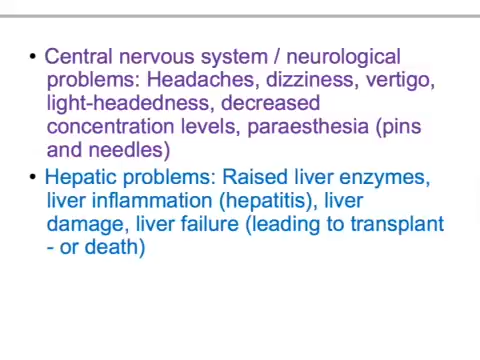 • Central nervous system / neurological
problems: Headaches, dizziness, vertigo,
light-headedness, decreased
concentration levels, paraesthesia (pins
and needles)
• Hepatic problems: Raised liver enzymes,
liver inflammation (hepatitis), liver
damage, liver failure (leading to transplant
- or death)